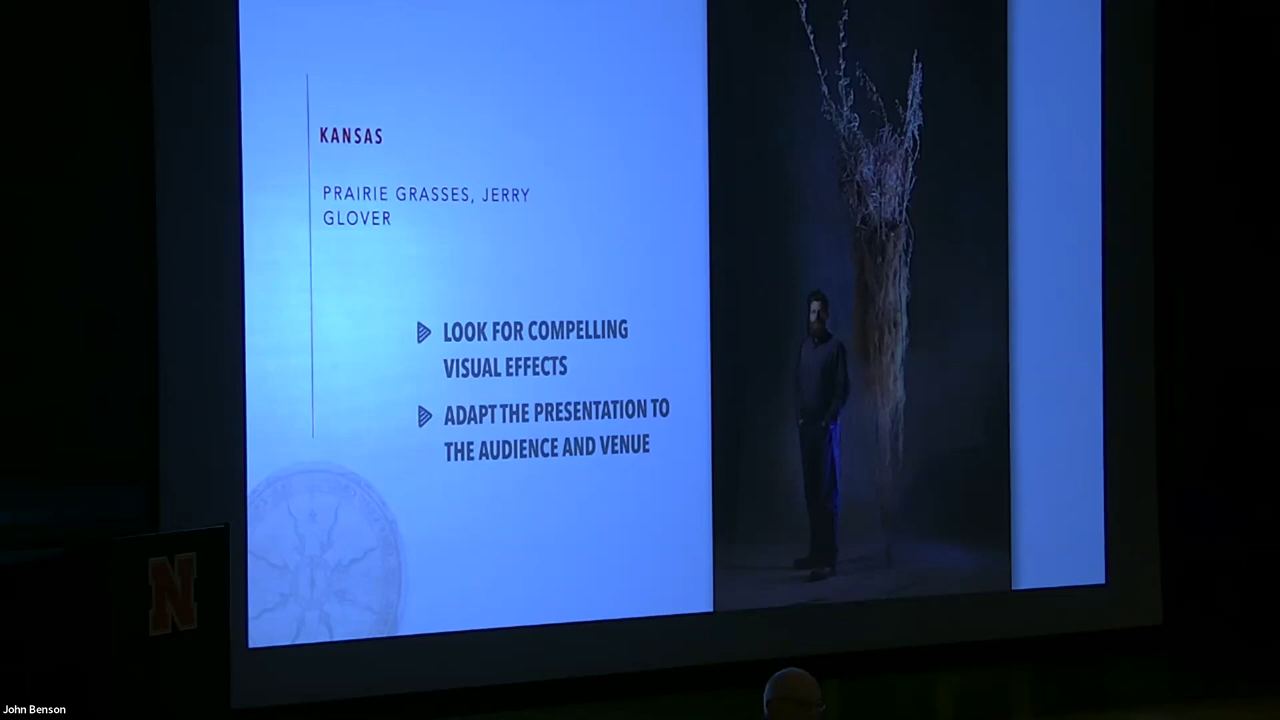 KANSAS
PRAIRIE GRASSES, JERRY
GLOVER
LOOK FOR COMPELLING
VISUAL EFFECTS
ADAPT THE PRESENTATION TO
THE AUDIENCE AND VENUE
N
John Benson